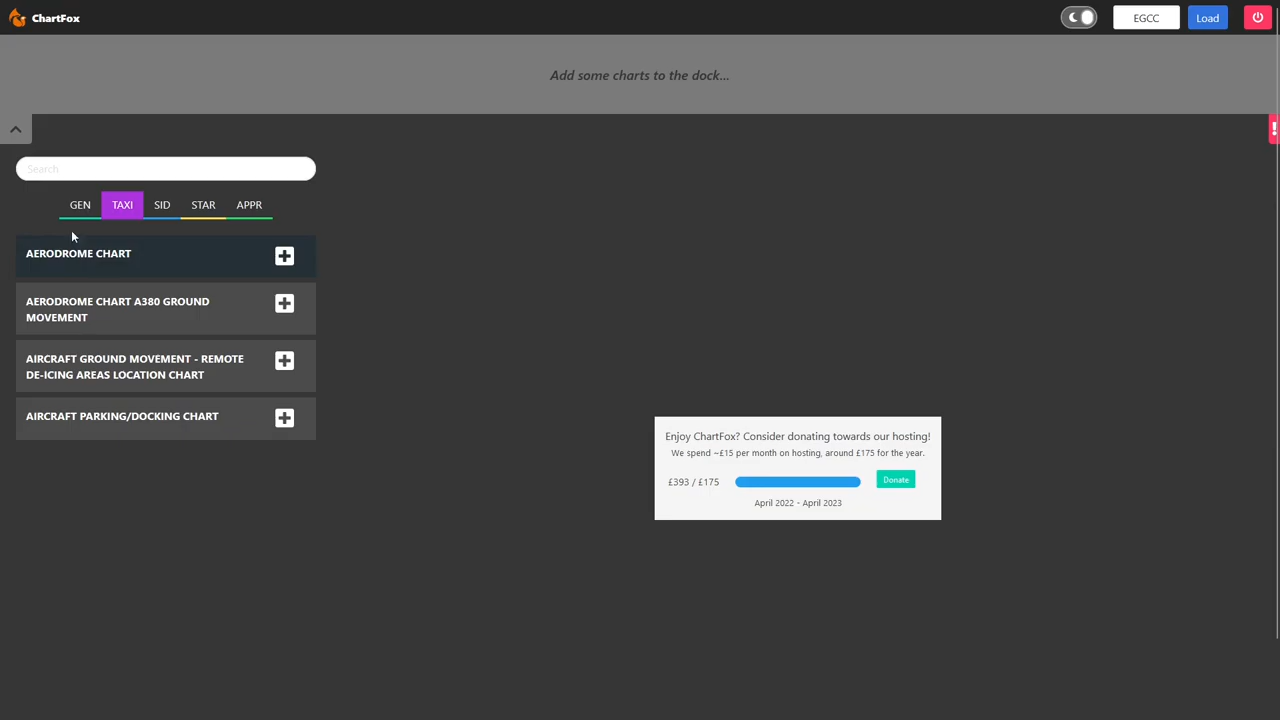 ChartFox
EGCC
Load
Add some charts to the dock...
Search
GEN
TAXI
SID
STAR
APPR
AERODROME CHART
AERODROME CHART A380 GROUND
MOVEMENT
AIRCRAFT GROUND MOVEMENT - REMOTE
DE-ICING AREAS LOCATION CHART
AIRCRAFT PARKING/DOCKING CHART
Enjoy ChartFox? Consider donating towards our hosting!
We spend ~£15 per month on hosting, around £175 for the year.
£393 / £175
Donate
April 2022 - April 2023